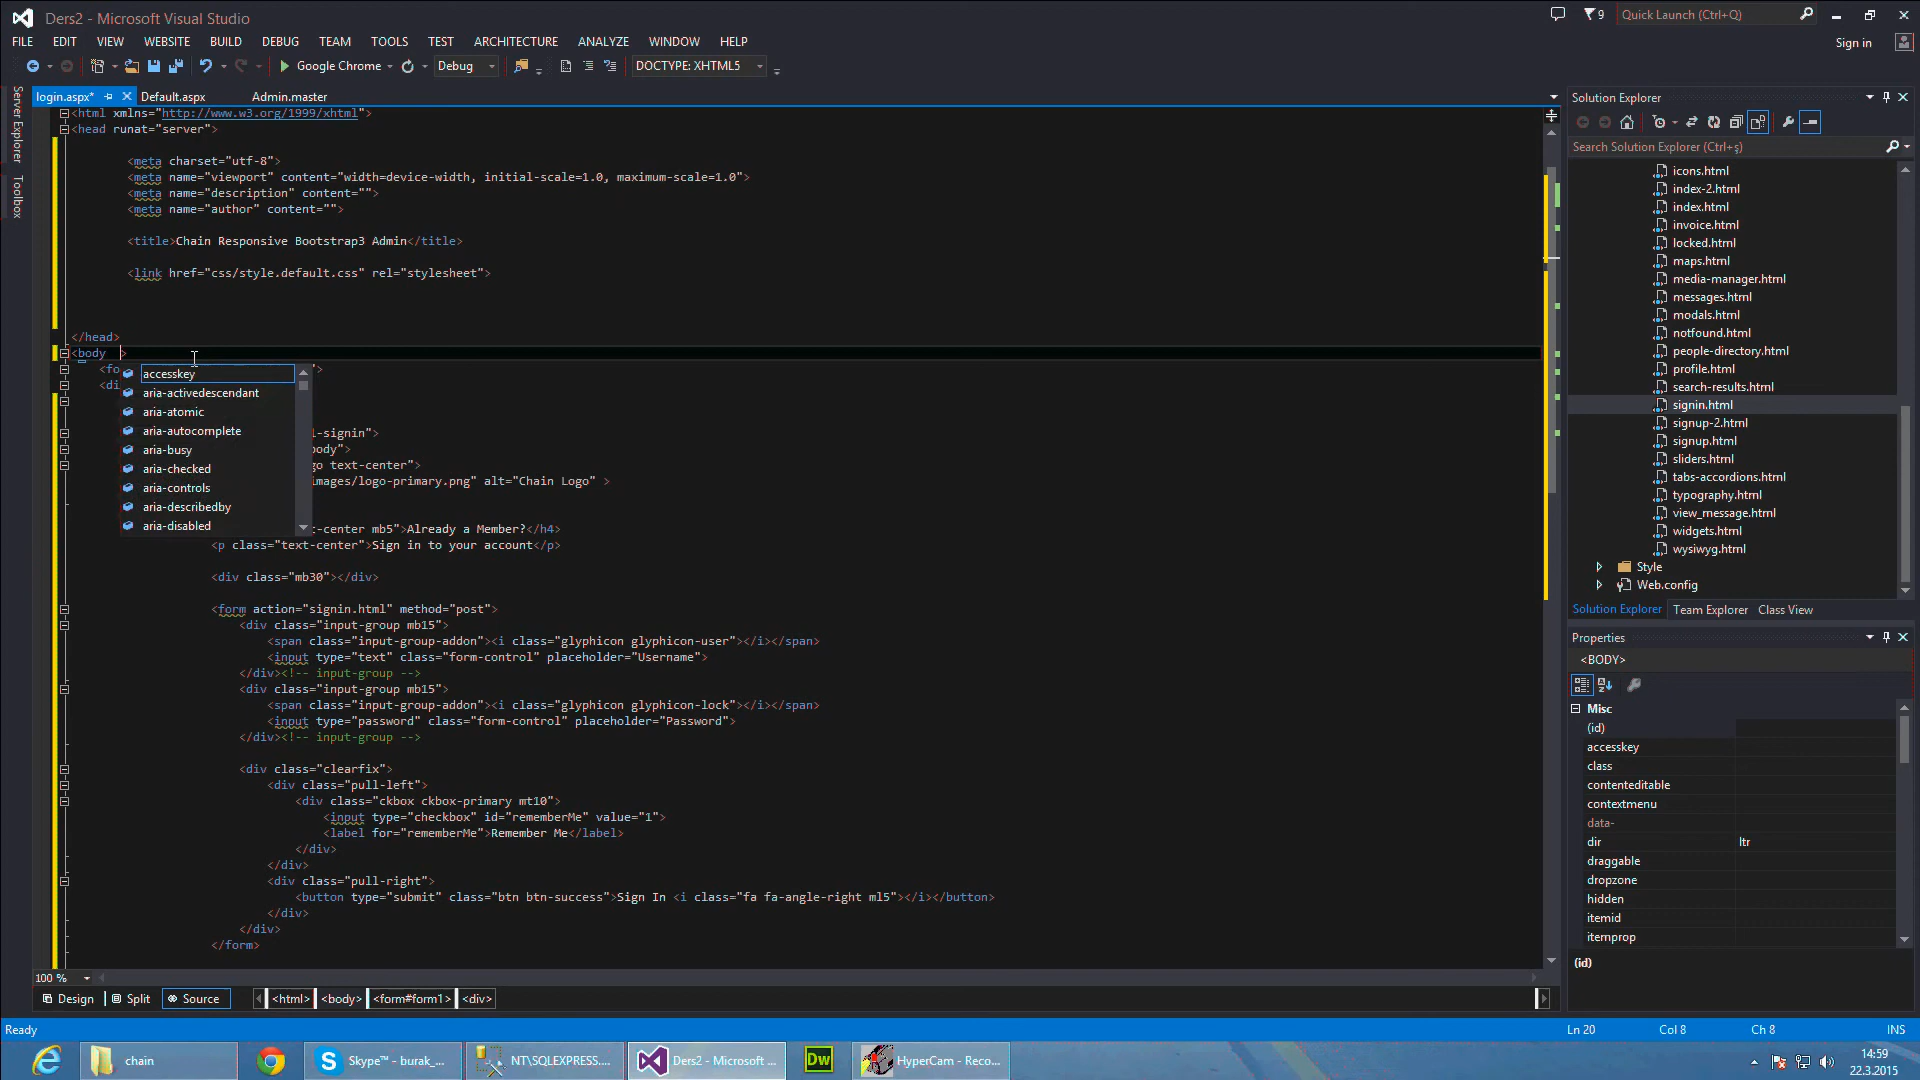 Ders2 - Microsoft Visual Studio
9
Quick Launch (Ctrl+Q)
FILE EDIT VIEW WEBSITE BUILD DEBUG TEAM TOOLS TEST ARCHITECTURE ANALYZE WINDOW HELP
Sign in
Google Chrome
Debug
DOCTYPE: XHTML5
Server Explorer
Toolbox
login.aspx*
Default.aspx
Admin.master
<html xmlns="http://www.w3.org/1999/xhtml">
<head runat="server">
<meta charset="utf-8">
<meta name="viewport" content="width=device-width, initial-scale=1.0, maximum-scale=1.0">
<meta name="description" content="">
<meta name="author" content="">
<title>Chain Responsive Bootstrap3 Admin</title>
<link href="css/style.default.css" rel="stylesheet">
</head>
<body >
<fo
>
<di
accesskey
aria-activedescendant
aria-atomic
aria-autocomplete
aria-busy
aria-checked
aria-controls
aria-describedby
aria-disabled
l-signin">
body">
go text-center">
images/logo-primary.png" alt="Chain Logo" >
t-center mb5">Already a Member?</h4>
<p class="text-center">Sign in to your account</p>
<div class="mb30"></div>
<form action="signin.html" method="post">
<div class="input-group mb15">
<span class="input-group-addon"><i class="glyphicon glyphicon-user"></i></span>
<input type="text" class="form-control" placeholder="Username">
</div><!-- input-group -->
<div class="input-group mb15">
<span class="input-group-addon"><i class="glyphicon glyphicon-lock"></i></span>
<input type="password" class="form-control" placeholder="Password">
</div><!-- input-group -->
<div class="clearfix">
<div class="pull-left">
<div class="ckbox ckbox-primary mt10">
<input type="checkbox" id="rememberMe" value="1">
<label for="rememberMe">Remember Me</label>
</div>
</div>
<div class="pull-right">
<button type="submit" class="btn btn-success">Sign In <i class="fa fa-angle-right ml5"></i></button>
</div>
</div>
</form>
100 %
Design
Split
Source
<html> <body> <form#form1> <div>
Solution Explorer
Search Solution Explorer (Ctrl+ş)
icons.html
index-2.html
index.html
invoice.html
locked.html
maps.html
media-manager.html
messages.html
modals.html
notfound.html
people-directory.html
profile.html
search-results.html
signin.html
signup-2.html
signup.html
sliders.html
tabs-accordions.html
typography.html
view_message.html
widgets.html
wysiwyg.html
Style
Web.config
Solution Explorer Team Explorer Class View
Properties
<BODY>
Misc
(id)
accesskey
class
contenteditable
contextmenu
data-
dir ltr
draggable
dropzone
hidden
itemid
itemprop
(id)
Ready
Ln 20
Col 8
Ch 8
INS
chain
Skype™ - burak_...
NT\SQLEXPRESS....
Ders2 - Microsoft ...
Dw
HyperCam - Reco...
14:59
22.3.2015